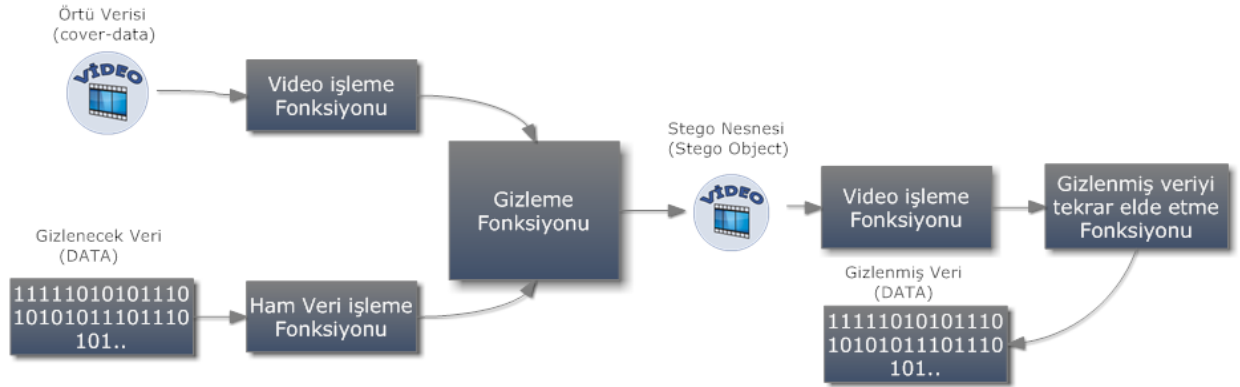 Örtü Verisi
(cover-data)
VİDEO
Video işleme
Fonksiyonu
Gizlenecek Veri
(DATA)
11111010101110
10101011101110
101..
Ham Veri işleme
Fonksiyonu
Gizleme
Fonksiyonu
Stego Nesnesi
(Stego Object)
VİDEO
Video işleme
Fonksiyonu
Gizlenmiş veriyi
tekrar elde etme
Fonksiyonu
Gizlenmiş Veri
(DATA)
11111010101110
10101011101110
101..